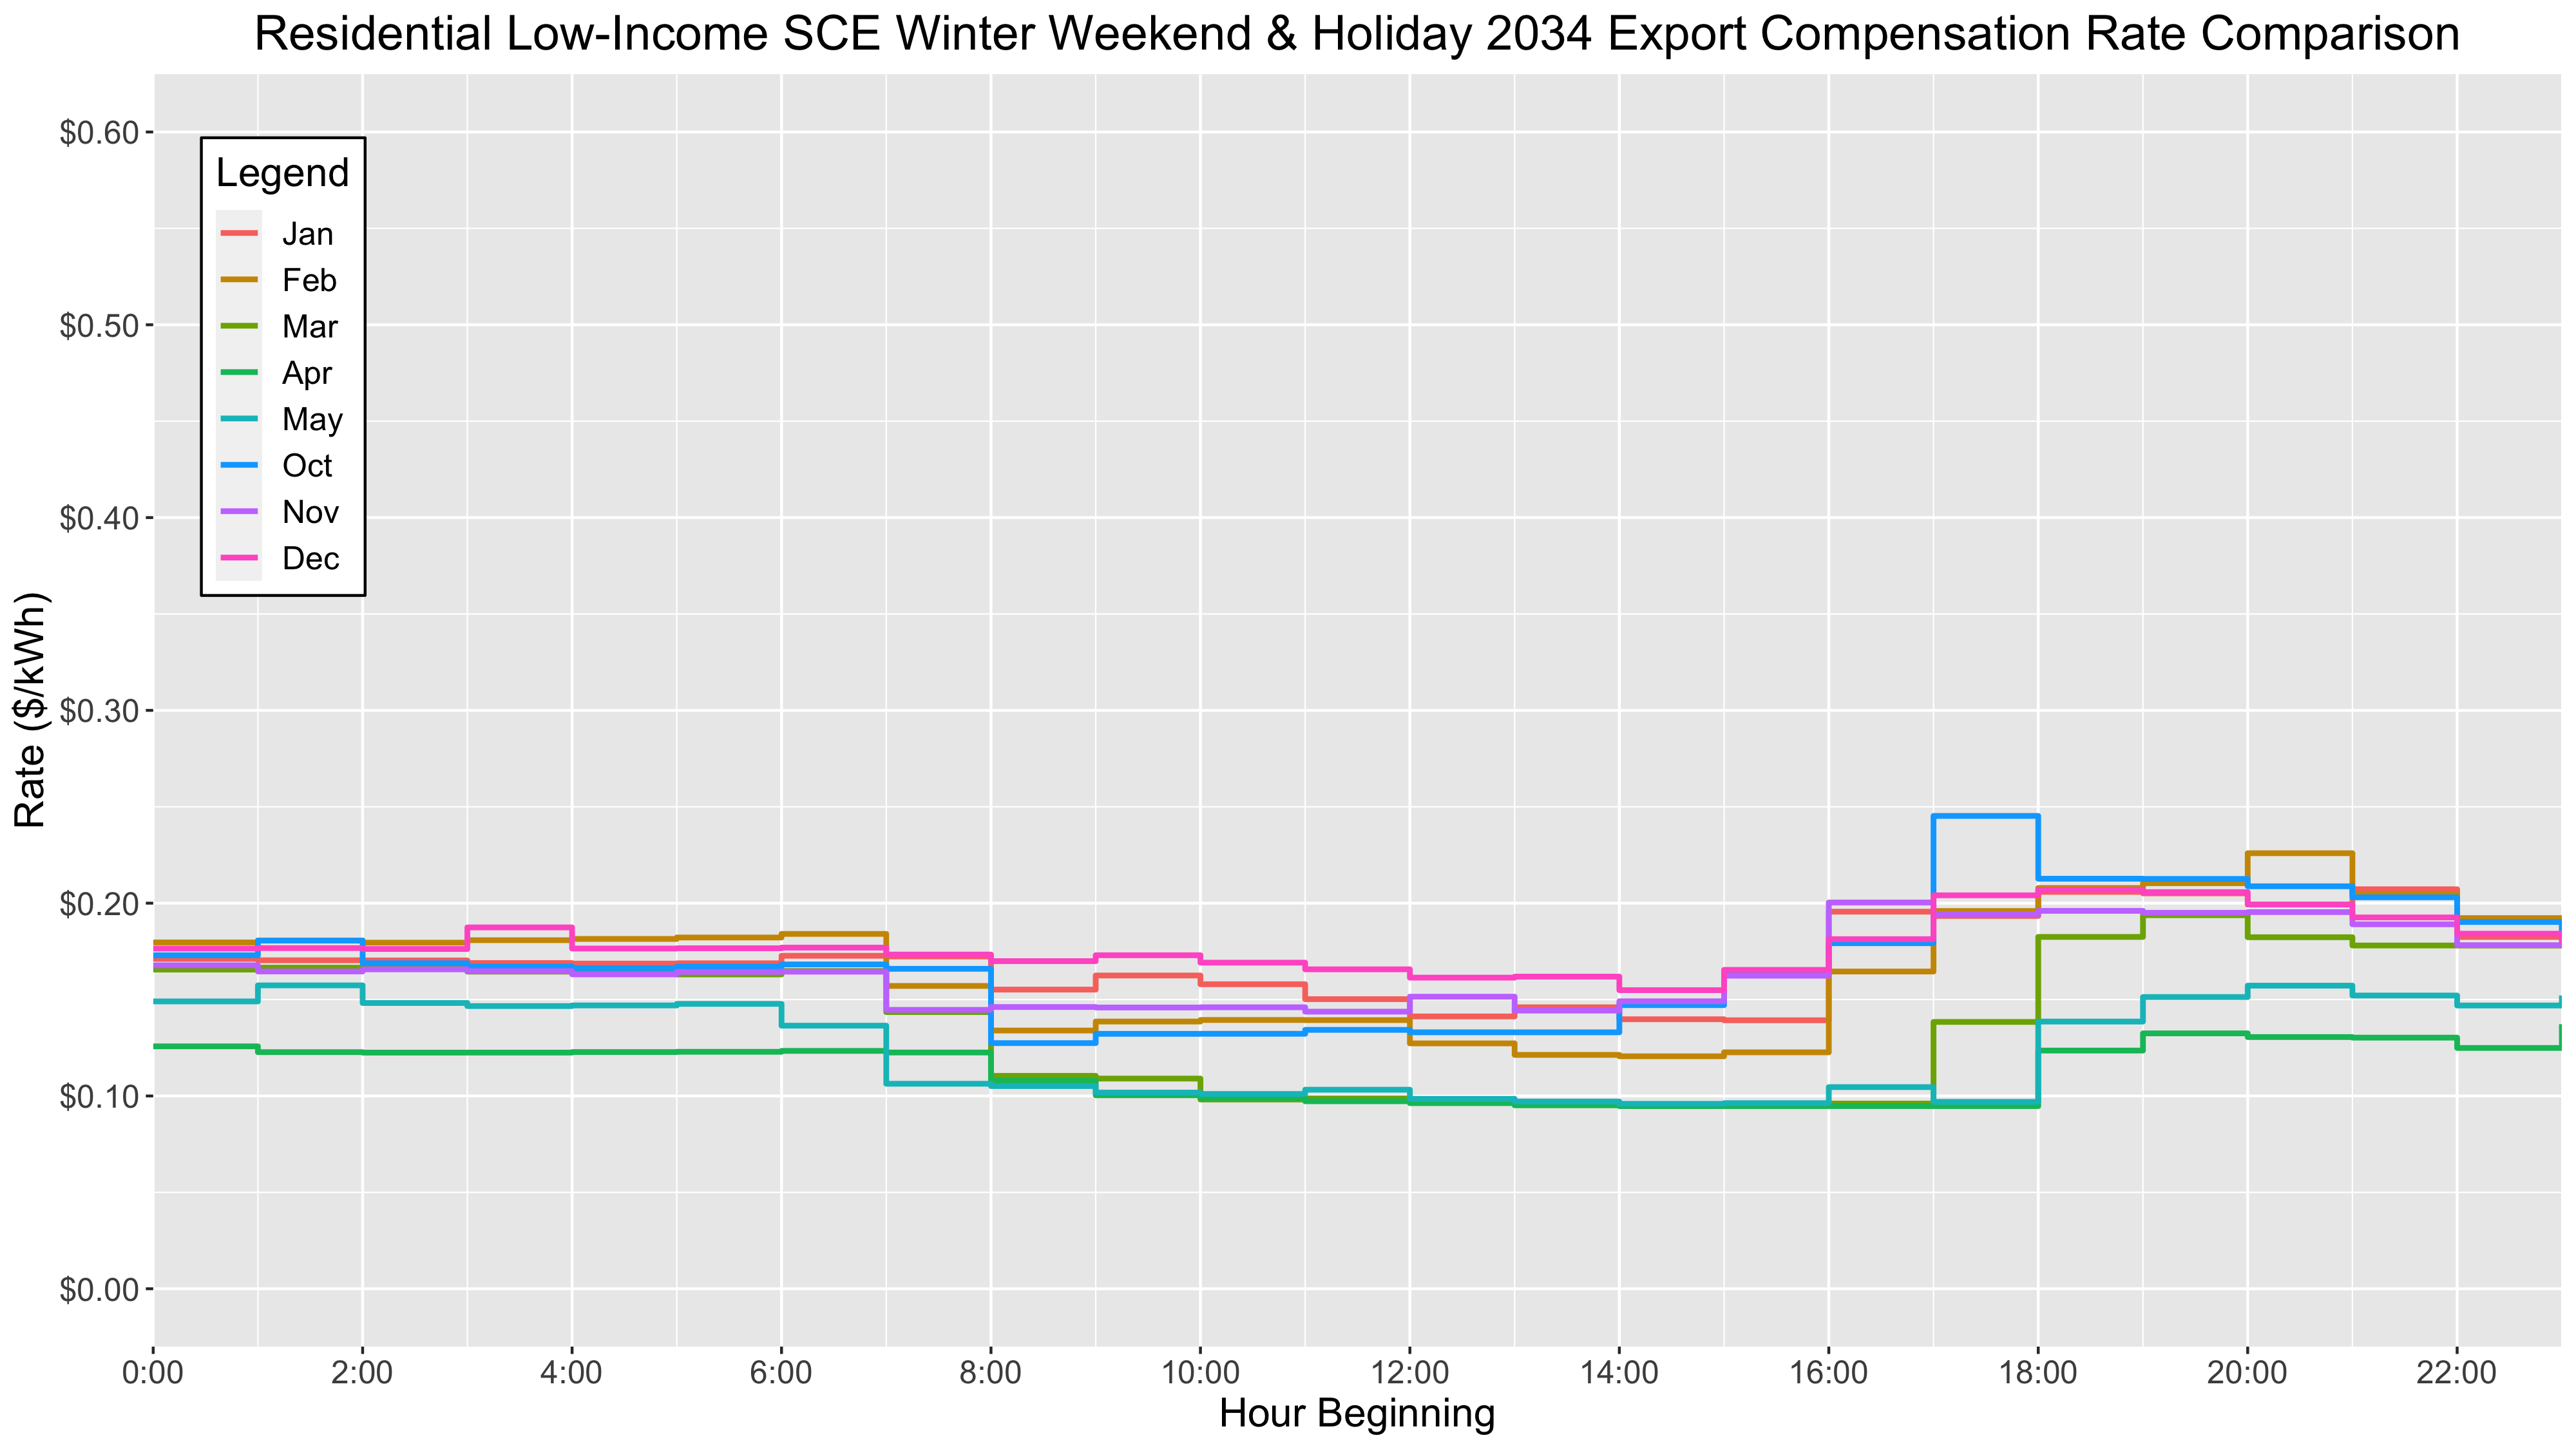 Residential Low-Income SCE Winter Weekend & Holiday 2034 Export Compensation Rate Comparison
$0.60
$0.50
$0.40
$0.30
$0.20
$0.10
$0.00
Rate ($/kWh)
Legend
Jan
Feb
Mar
Apr
May
Oct
Nov
Dec
0:00 2:00 4:00 6:00 8:00 10:00 12:00 14:00 16:00 18:00 20:00 22:00
Hour Beginning